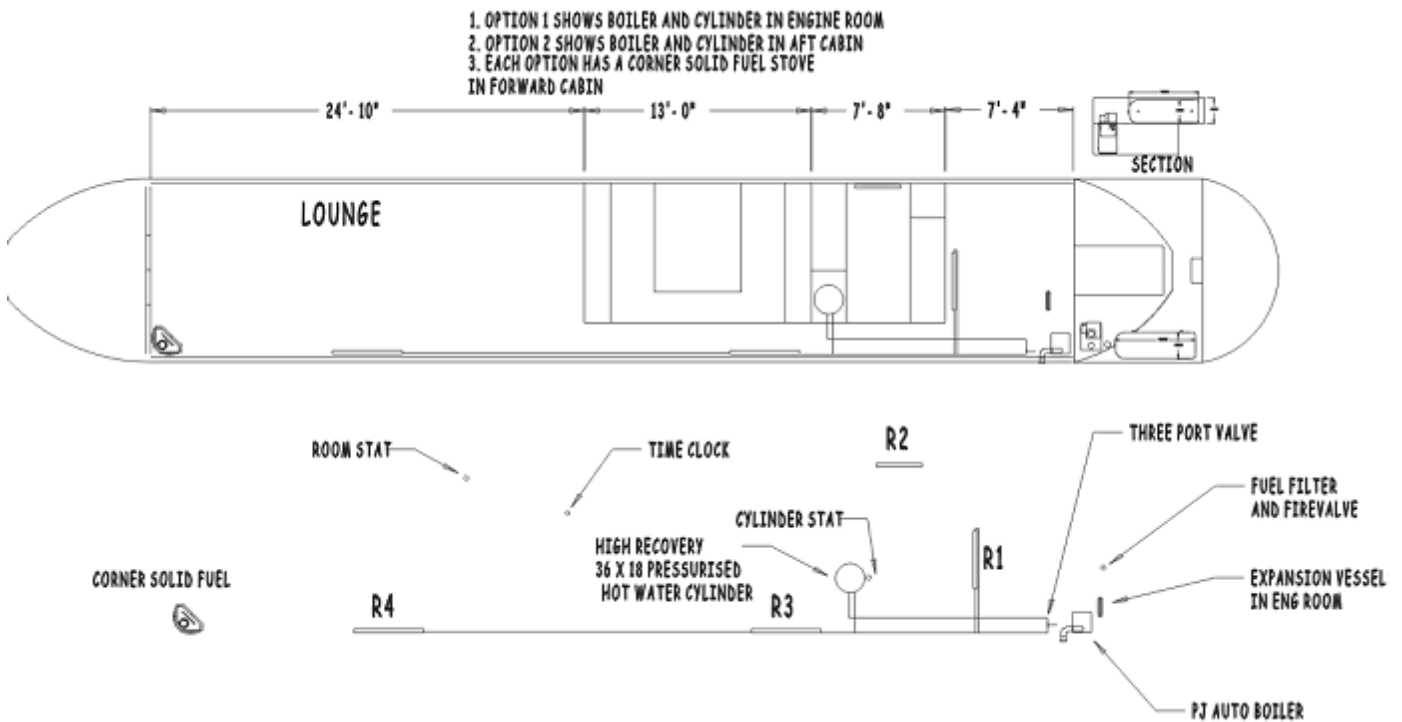 1. OPTION 1 SHOWS BOILER AND CYLINDER IN ENGINE ROOM
2. OPTION 2 SHOWS BOILER AND CYLINDER IN AFT CABIN
3. EACH OPTION HAS A CORNER SOLID FUEL STOVE
IN FORWARD CABIN
24'- 10"
13'- 0"
7'- 8"
7'- 4"
SECTION
LOUNGE
ROOM STAT
TIME CLOCK
R2
THREE PORT VALVE
FUEL FILTER
AND FIREVALVE
CYLINDER STAT
HIGH RECOVERY
36 X 18 PRESSURISED
HOT WATER CYLINDER
R1
CORNER SOLID FUEL
R4
R3
EXPANSION VESSEL
IN ENG ROOM
PJ AUTO BOILER